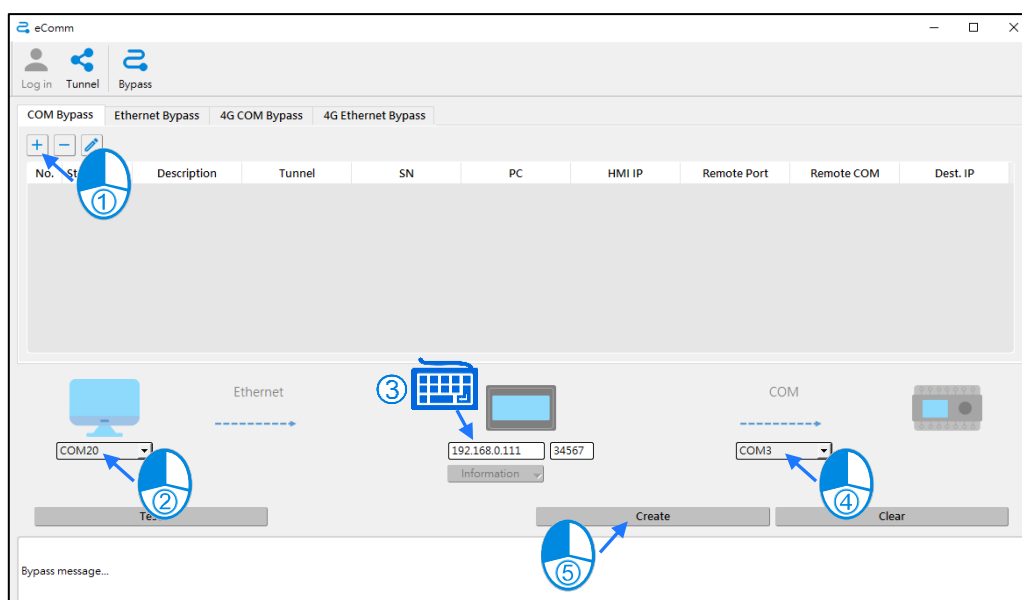 eComm
Log in Tunnel Bypass
COM Bypass Ethernet Bypass 4G COM Bypass 4G Ethernet Bypass
No. Description Tunnel SN PC HMI IP Remote Port Remote COM Dest. IP
①
Ethernet ③ COM
COM20 192.168.0.111 34567 COM3
Information
② ④
Create Clear
⑤
Bypass message...